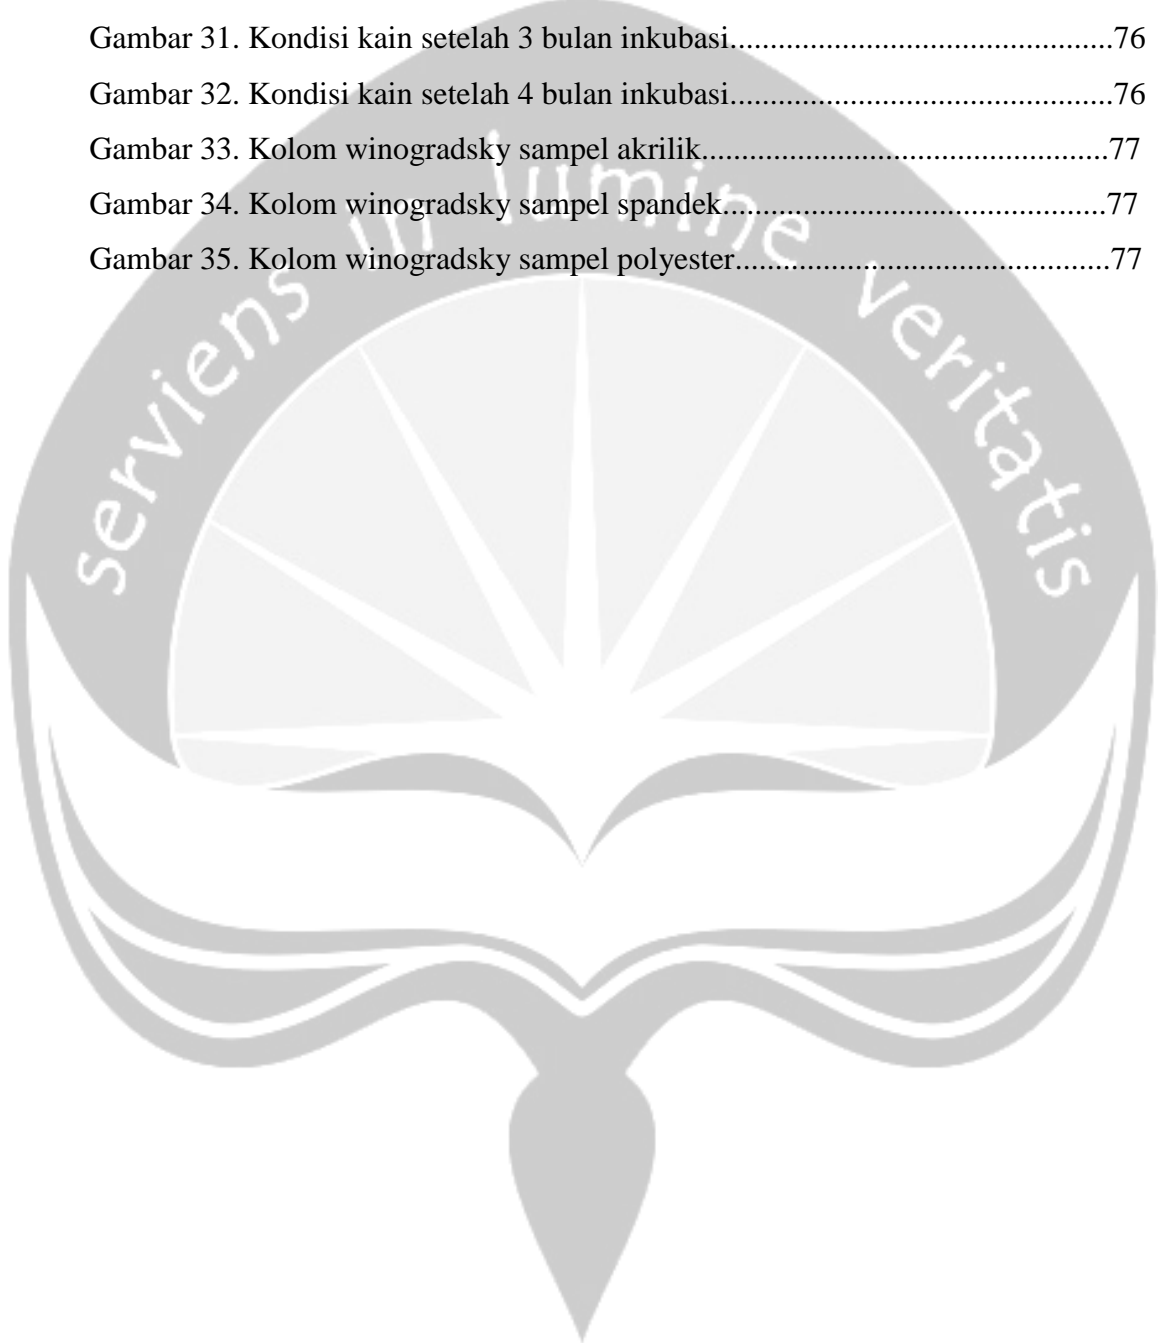 Gambar 31. Kondisi kain setelah 3 bulan inkubasi...............................................76
Gambar 32. Kondisi kain setelah 4 bulan inkubasi...............................................76
Gambar 33. Kolom winogradsky sampel akrilik..................................................77
Gambar 34. Kolom winogradsky sampel spandek...............................................77
Gambar 35. Kolom winogradsky sampel polyester..............................................77
serviens in lumine veritatis